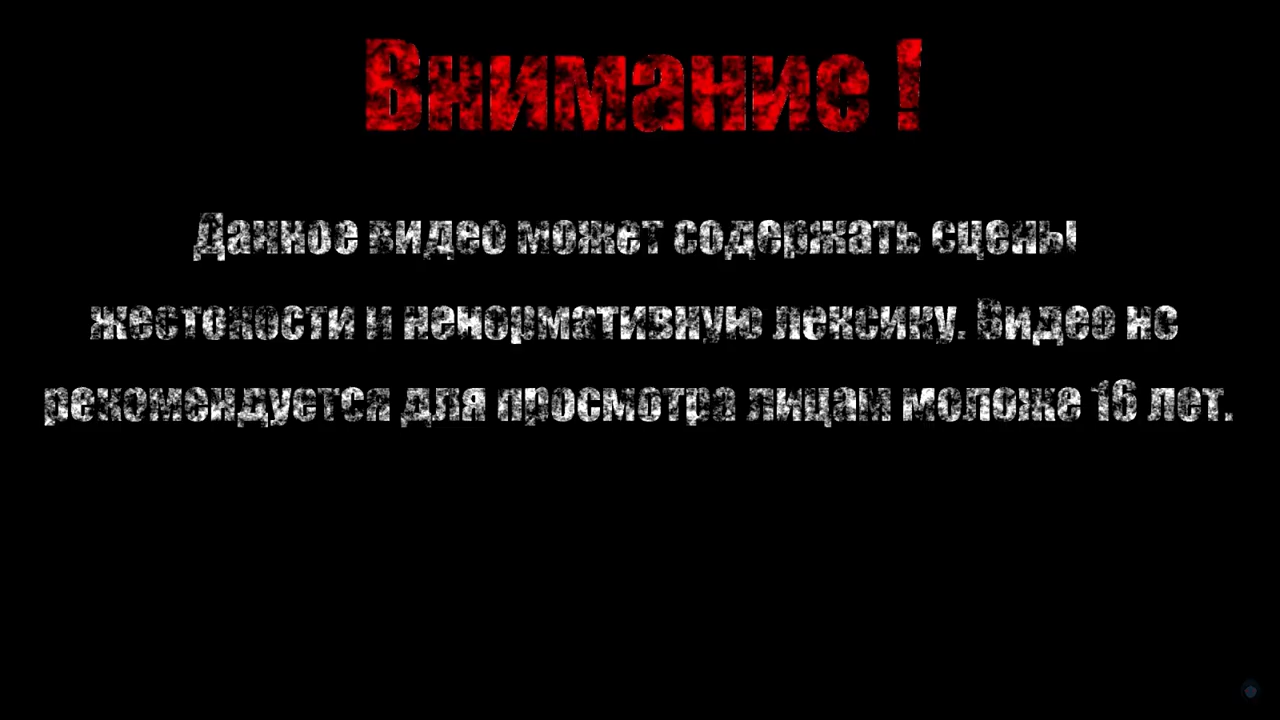 Внимание !
Данное видео может содержать сцены
жестокости и ненормативную лексику. Видео не
рекомендуется для просмотра лицам моложе 16 лет.